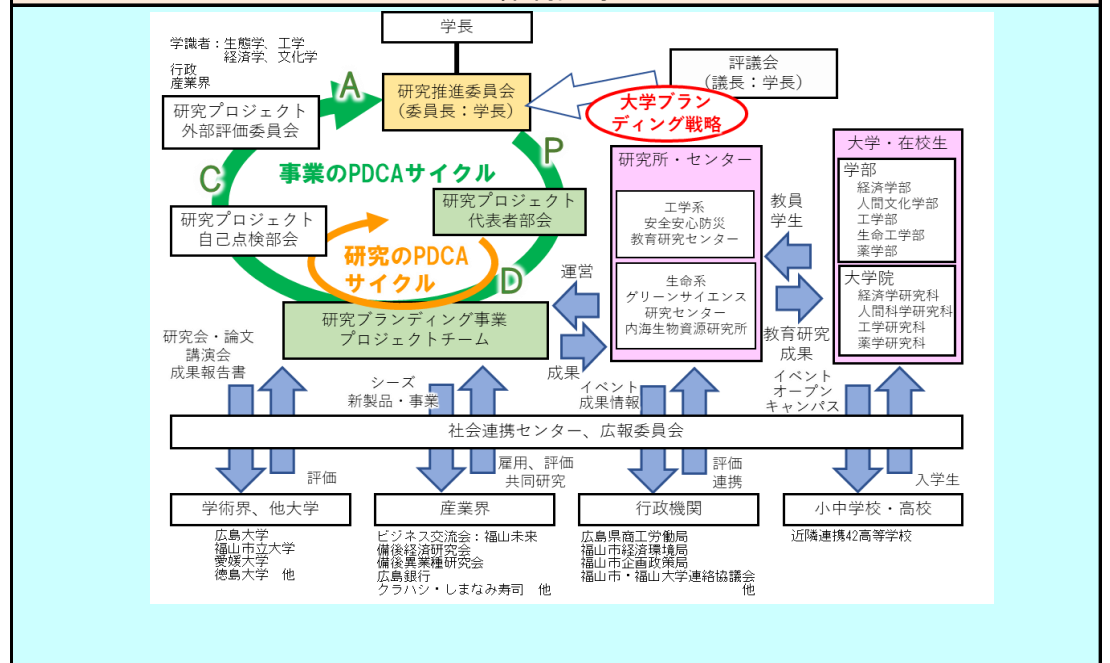 学長
学識者：生態学、工学
経済学、文化学
行政
産業界
評議会
（議長：学長）
A
研究推進委員会
（委員長：学長）
大学ブラン
ディング戦略
研究プロジェクト
外部評価委員会
P
C
事業のPDCAサイクル
研究プロジェクト
代表者部会
研究プロジェクト
自己点検部会
研究のPDCA
サイクル
D
研究ブランディング事業
プロジェクトチーム
研究所・センター
工学系
安全安心防災
教育研究センター
生命系
グリーンサイエンス
研究センター
内海生物資源研究所
大学・在校生
学部
経済学部
人間文化学部
工学部
生命工学部
薬学部
大学院
経済学研究科
人間科学研究科
工学研究科
薬学研究科
教員
学生
運営
成果
教育研究
成果
研究会・論文
講演会
成果報告書
シーズ
新製品・事業
イベント
成果情報
イベント
オープン
キャンパス
社会連携センター、広報委員会
評価
雇用、評価
共同研究
評価
連携
入学生
学術界、他大学
産業界
行政機関
小中学校・高校
広島大学
福山市立大学
愛媛大学
徳島大学　他
ビジネス交流会：福山未来
備後経済研究会
備後異業種研究会
広島銀行
クラハシ・しまなみ寿司　他
広島県商工労働局
福山市経済環境局
福山市企画政策局
福山市・福山大学連絡協議会
他
近隣連携42高等学校